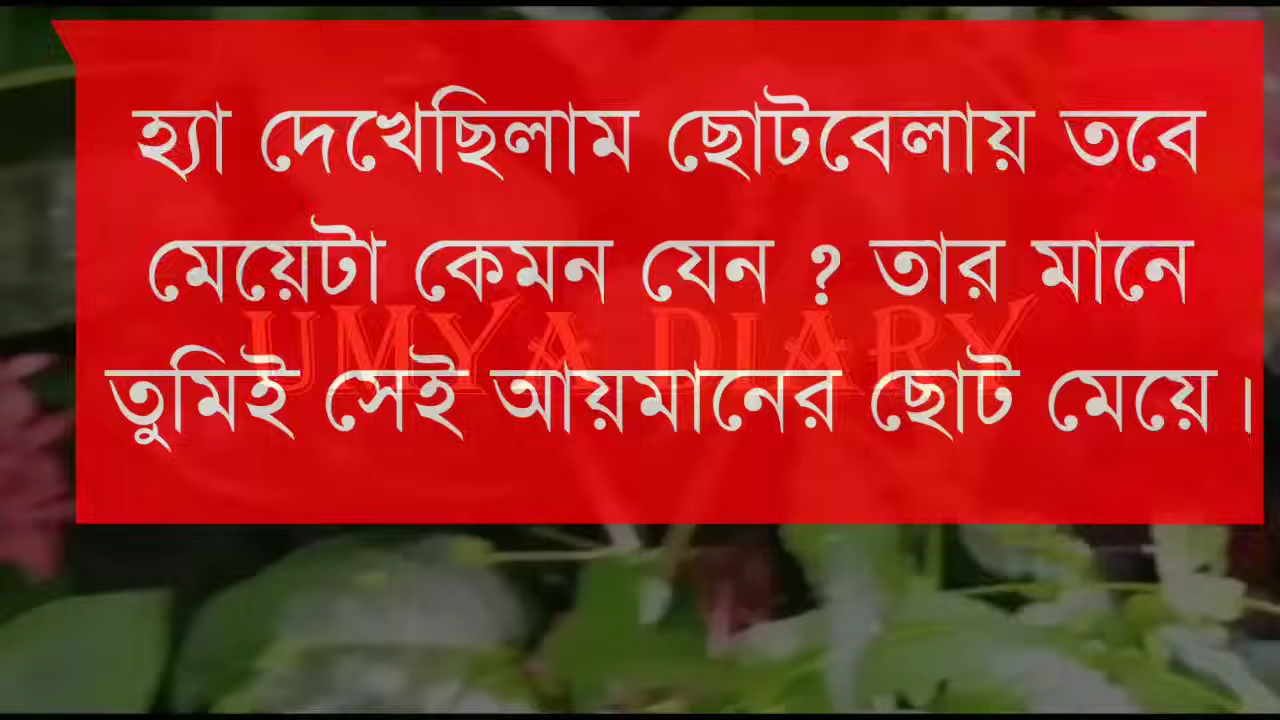 হ্যা দেখেছিলাম ছোটবেলায় তবে
মেয়েটা কেমন যেন ? তার মানে
UMYA DIARY
তুমিই সেই আয়মানের ছোট মেয়ে।